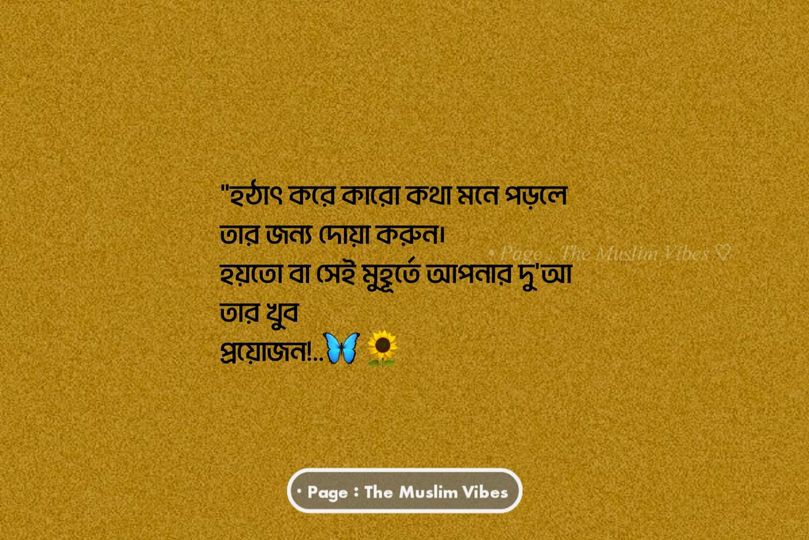 "হঠাৎ করে কারো কথা মনে পড়লে
তার জন্য দোয়া করুন।
• Page : The Muslim Vibes ♡
হয়তো বা সেই মুহূর্তে আপনার দু'আ
তার খুব
প্রয়োজন!..🦋🌻
• Page : The Muslim Vibes